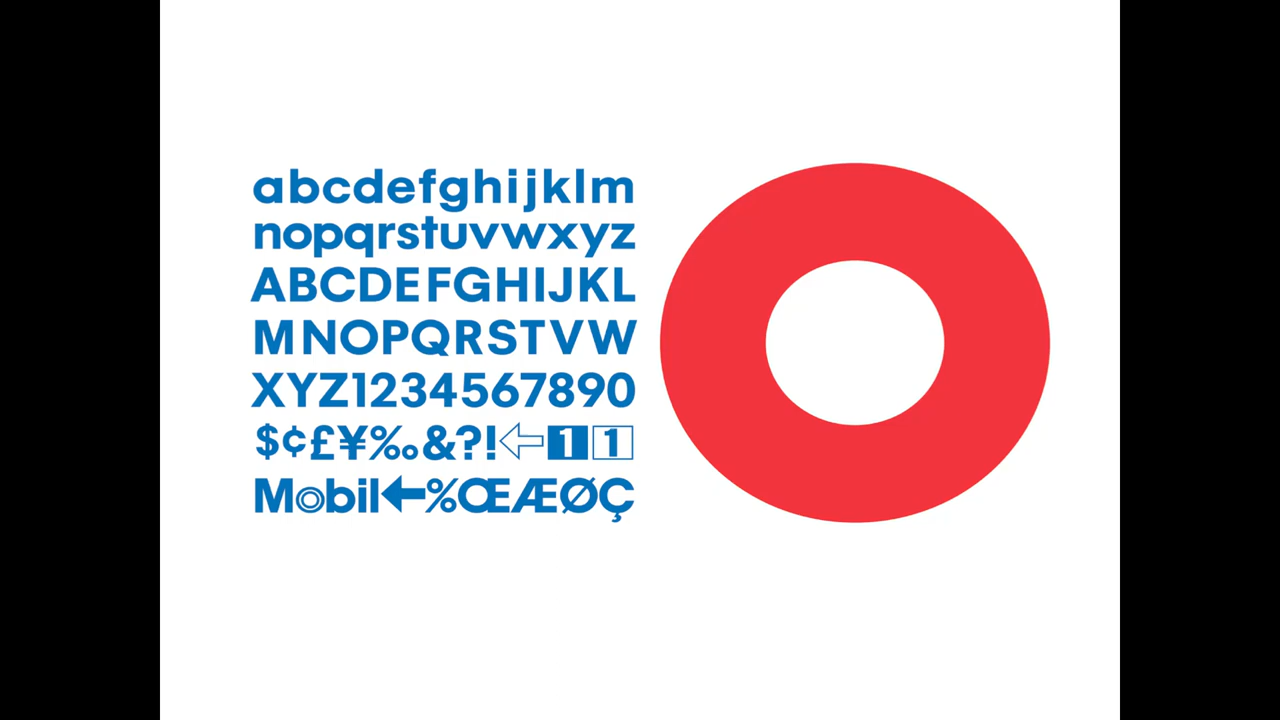 abcdefghijklm
nopqrstuvwxyz
ABCDEFGHIJKL
MNOPQRSTVW
XYZ1234567890
$¢£¥‰&?!⇦11
Mobil⬅%ŒÆØÇ